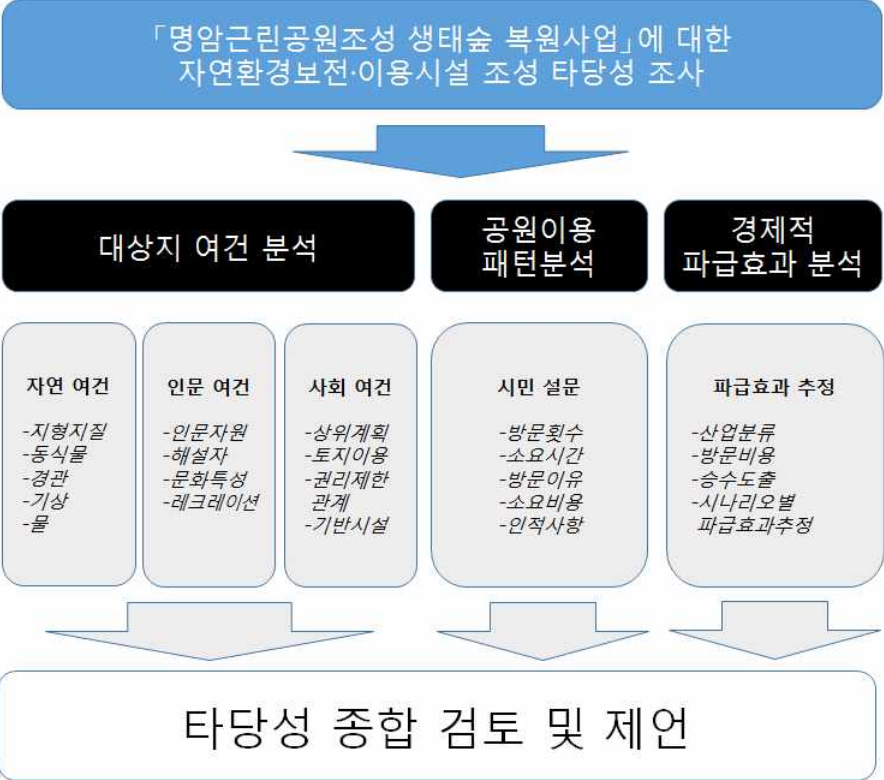 「명암근린공원조성 생태숲 복원사업」에 대한
자연환경보전·이용시설 조성 타당성 조사
대상지 여건 분석
공원이용
패턴분석
경제적
파급효과 분석
자연 여건
-지형지질
-동식물
-경관
-기상
-물
인문 여건
-인문자원
-해설자
-문화특성
-레크레이션
사회 여건
-상위계획
-토지이용
-권리제한
관계
-기반시설
시민 설문
-방문횟수
-소요시간
-방문이유
-소요비용
-인적사항
파급효과 추정
-산업분류
-방문비용
-승수도출
-시나리오별
파급효과추정
타당성 종합 검토 및 제언